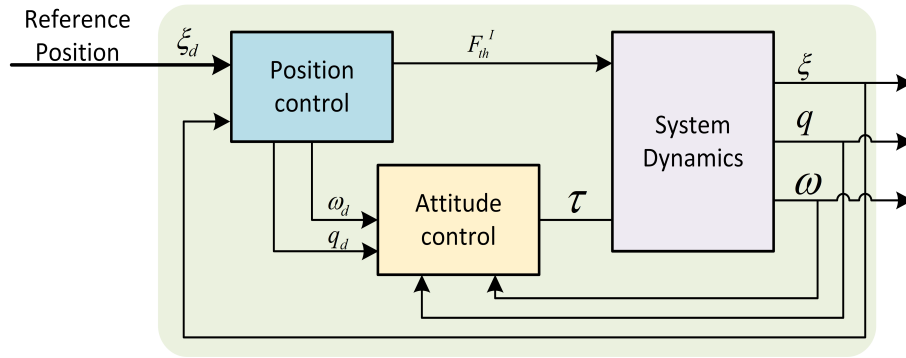 Reference
Position
ξ_d
Position
control
F_th^I
System
Dynamics
ξ
q
ω
ω_d
q_d
Attitude
control
τ